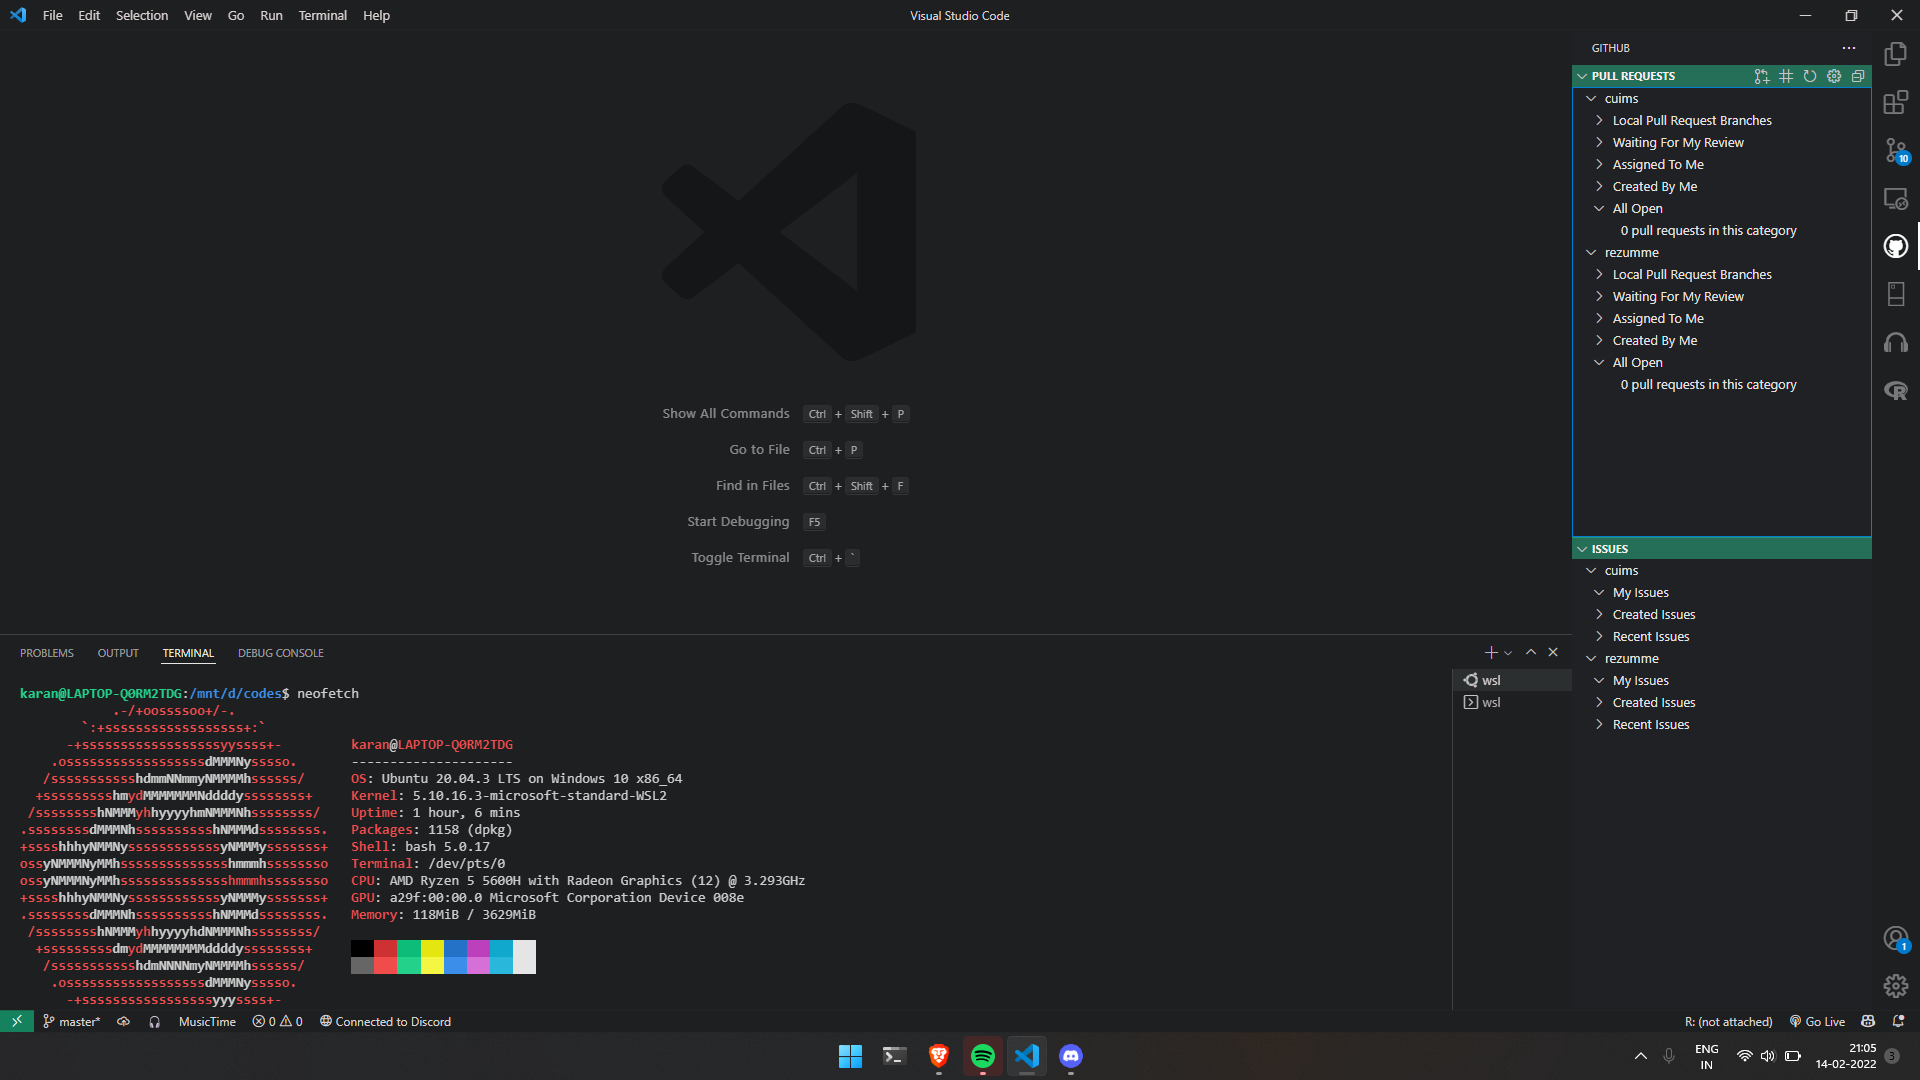 File Edit Selection View Go Run Terminal Help
Visual Studio Code
GITHUB
PULL REQUESTS
cuims
Local Pull Request Branches
Waiting For My Review
Assigned To Me
Created By Me
All Open
0 pull requests in this category
rezumme
Local Pull Request Branches
Waiting For My Review
Assigned To Me
Created By Me
All Open
0 pull requests in this category
10
Show All Commands Ctrl + Shift + P
Go to File Ctrl + P
Find in Files Ctrl + Shift + F
Start Debugging F5
Toggle Terminal Ctrl + `
ISSUES
cuims
My Issues
Created Issues
Recent Issues
rezumme
My Issues
Created Issues
Recent Issues
PROBLEMS OUTPUT TERMINAL DEBUG CONSOLE
wsl
wsl
karan@LAPTOP-Q0RM2TDG:/mnt/d/codes$ neofetch
.-/+oossssoo+/-.
`:+ssssssssssssssssss+:`
-+ssssssssssssssssssyyssss+- karan@LAPTOP-Q0RM2TDG
.ossssssssssssssssssdMMMNysssso. ---------------------
/ssssssssssshdmmNNmmyNMMMMhssssss/ OS: Ubuntu 20.04.3 LTS on Windows 10 x86_64
+ssssssssshmydMMMMMMMNddddyssssssss+ Kernel: 5.10.16.3-microsoft-standard-WSL2
/sssssssshNMMMyhhyyyyhmNMMMNhssssssss/ Uptime: 1 hour, 6 mins
.ssssssssdMMMNhsssssssssshNMMMdssssssss. Packages: 1158 (dpkg)
+sssshhhyNMMNyssssssssssssyNMMMysssssss+ Shell: bash 5.0.17
ossyNMMMNyMMhsssssssssssssshmmmhssssssso Terminal: /dev/pts/0
ossyNMMMNyMMhsssssssssssssshmmmhssssssso CPU: AMD Ryzen 5 5600H with Radeon Graphics (12) @ 3.293GHz
+sssshhhyNMMNyssssssssssssyNMMMysssssss+ GPU: a29f:00:00.0 Microsoft Corporation Device 008e
.ssssssssdMMMNhsssssssssshNMMMdssssssss. Memory: 118MiB / 3629MiB
/sssssssshNMMMyhhyyyyhdNMMMNhssssssss/
+sssssssssdmydMMMMMMMMddddyssssssss+
/ssssssssssshdmNNNNmyNMMMMhssssss/
.ossssssssssssssssssdMMMNysssso.
-+sssssssssssssssssyyyssss+-
1
master* MusicTime 0 0 Connected to Discord
R: (not attached) Go Live
ENG
IN
21:05
14-02-2022
3